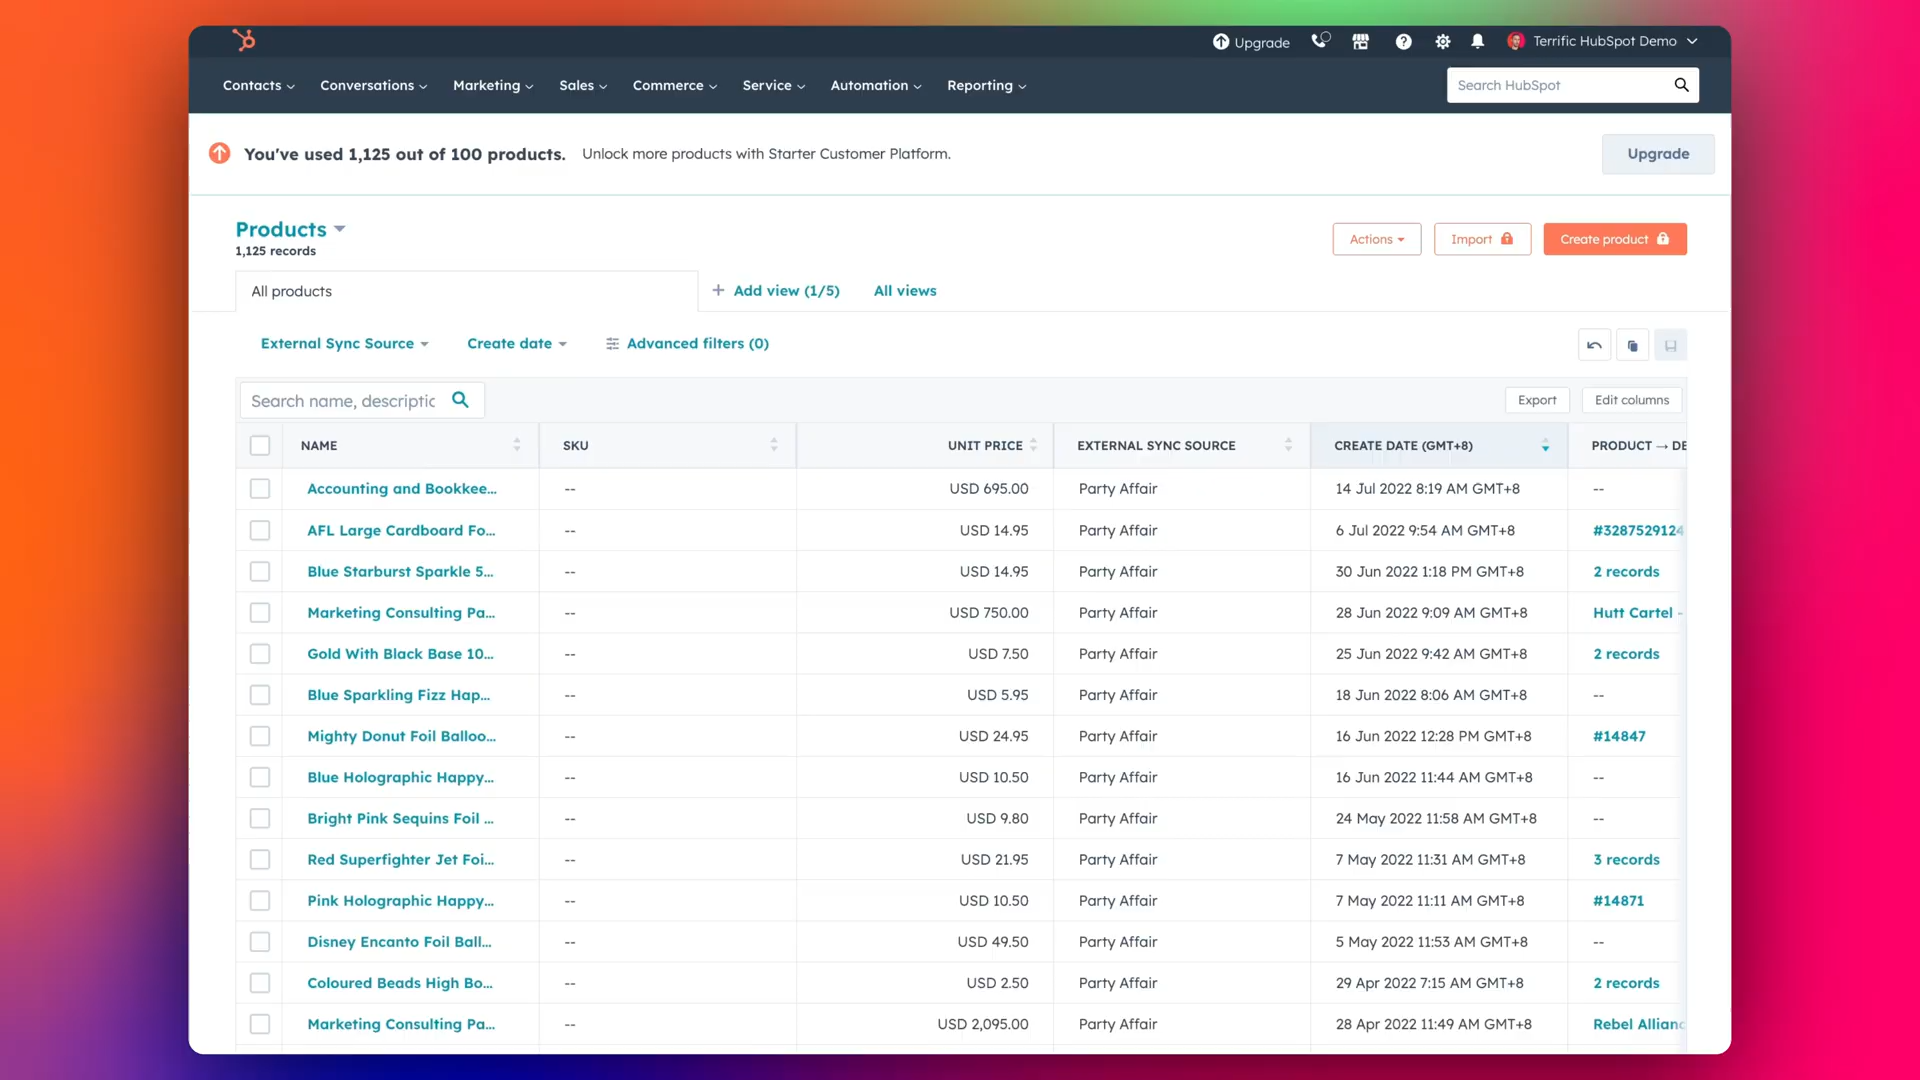 Upgrade Terrific HubSpot Demo
Contacts Conversations Marketing Sales Commerce Service Automation Reporting Search HubSpot
You've used 1,125 out of 100 products. Unlock more products with Starter Customer Platform. Upgrade
Products
1,125 records
Actions Import Create product
All products + Add view (1/5) All views
External Sync Source Create date Advanced filters (0)
Search name, descriptic Export Edit columns
NAME SKU UNIT PRICE EXTERNAL SYNC SOURCE CREATE DATE (GMT+8) PRODUCT → DE
Accounting and Bookkee... -- USD 695.00 Party Affair 14 Jul 2022 8:19 AM GMT+8 --
AFL Large Cardboard Fo... -- USD 14.95 Party Affair 6 Jul 2022 9:54 AM GMT+8 #3287529124
Blue Starburst Sparkle 5... -- USD 14.95 Party Affair 30 Jun 2022 1:18 PM GMT+8 2 records
Marketing Consulting Pa... -- USD 750.00 Party Affair 28 Jun 2022 9:09 AM GMT+8 Hutt Cartel -
Gold With Black Base 10... -- USD 7.50 Party Affair 25 Jun 2022 9:42 AM GMT+8 2 records
Blue Sparkling Fizz Hap... -- USD 5.95 Party Affair 18 Jun 2022 8:06 AM GMT+8 --
Mighty Donut Foil Balloo... -- USD 24.95 Party Affair 16 Jun 2022 12:28 PM GMT+8 #14847
Blue Holographic Happy... -- USD 10.50 Party Affair 16 Jun 2022 11:44 AM GMT+8 --
Bright Pink Sequins Foil ... -- USD 9.80 Party Affair 24 May 2022 11:58 AM GMT+8 --
Red Superfighter Jet Foi... -- USD 21.95 Party Affair 7 May 2022 11:31 AM GMT+8 3 records
Pink Holographic Happy... -- USD 10.50 Party Affair 7 May 2022 11:11 AM GMT+8 #14871
Disney Encanto Foil Ball... -- USD 49.50 Party Affair 5 May 2022 11:53 AM GMT+8 --
Coloured Beads High Bo... -- USD 2.50 Party Affair 29 Apr 2022 7:15 AM GMT+8 2 records
Marketing Consulting Pa... -- USD 2,095.00 Party Affair 28 Apr 2022 11:49 AM GMT+8 Rebel Allianc